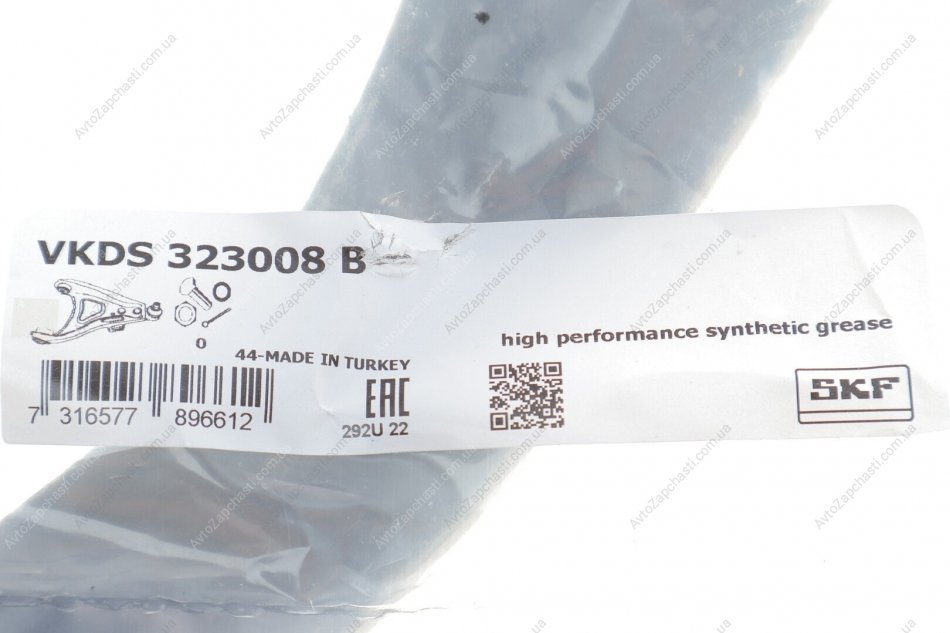 VKDS 323008 B
0
44-MADE IN TURKEY
7 316577 896612
EAC
292U 22
high performance synthetic grease
SKF
AvtoZapchasti.com.ua